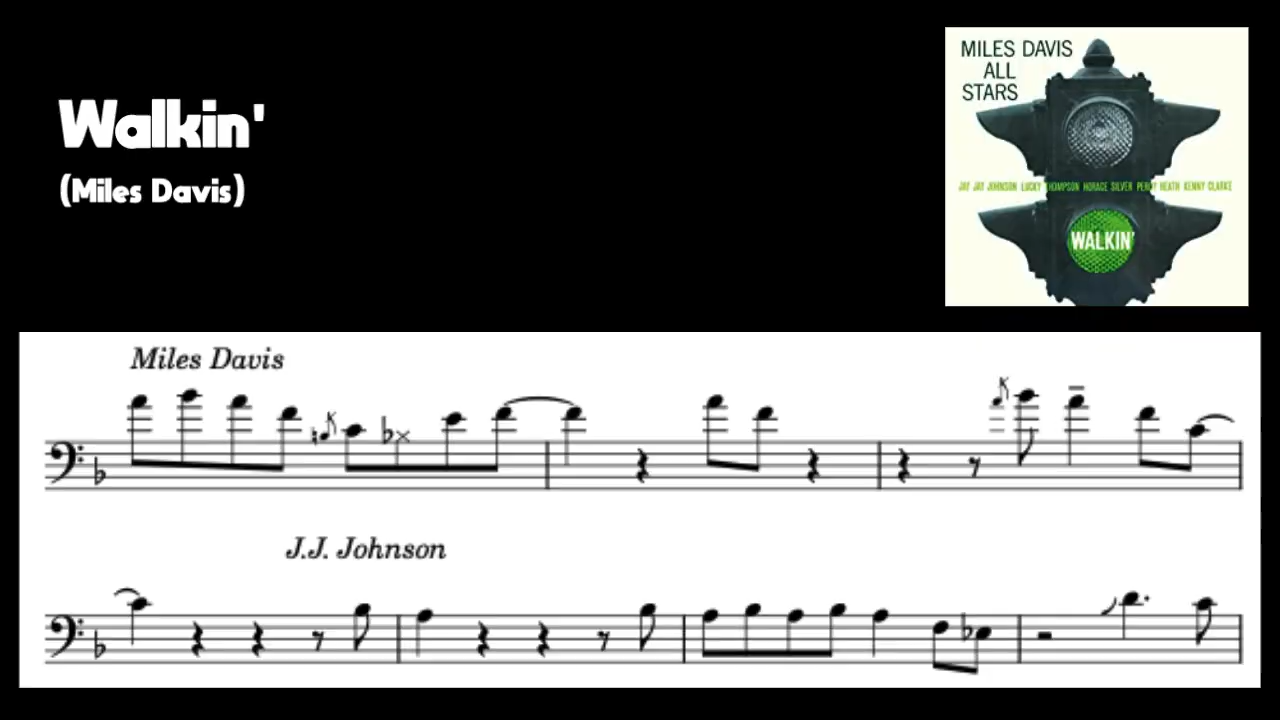 Walkin'
(Miles Davis)
MILES DAVIS
ALL
STARS
JAY JAY JOHNSON LUCKY THOMPSON HORACE SILVER PERCY HEATH KENNY CLARKE
WALKIN'
Miles Davis
J.J. Johnson